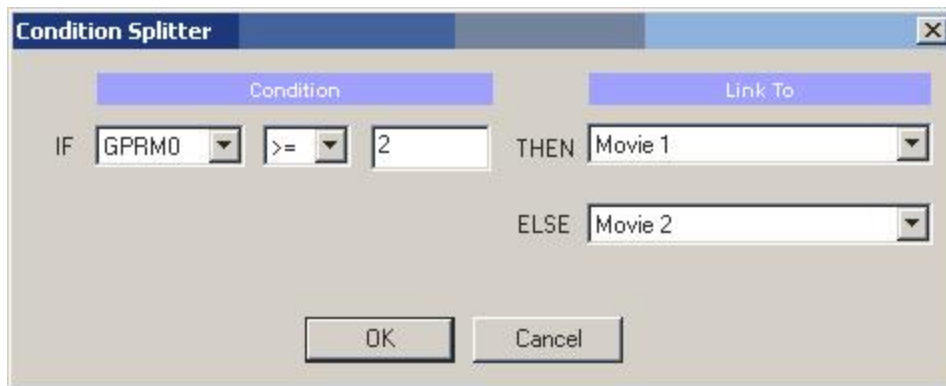 Condition Splitter
Condition Link To
IF GPRM0 >= 2 THEN Movie 1
ELSE Movie 2
OK Cancel